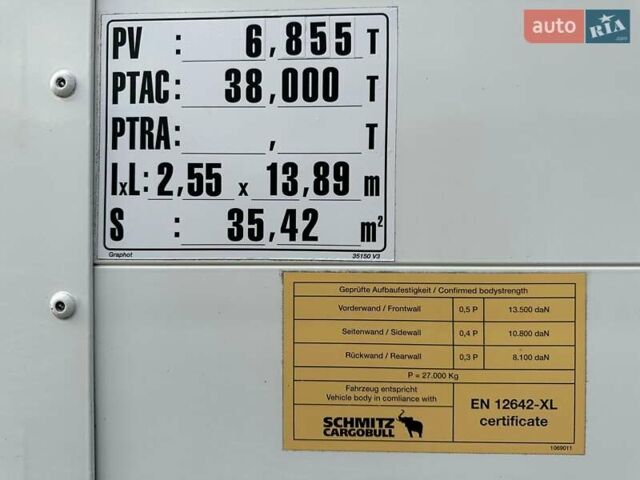 auto RIA.com
PV : 6,855 T
PTAC: 38,000 T
PTRA: , T
IxL: 2,55 x 13,89 m
S : 35,42 m²
Graphot 35150 V3
Geprüfte Aufbaufestigkeit / Confirmed bodystrength
Vorderwand / Frontwall 0,5 P 13.500 daN
Seitenwand / Sidewall 0,4 P 10.800 daN
Rückwand / Rearwall 0,3 P 8.100 daN
P = 27.000 Kg
Fahrzeug entspricht
Vehicle body in comliance with
SCHMITZ
CARGOBULL
EN 12642-XL
certificate
1069011